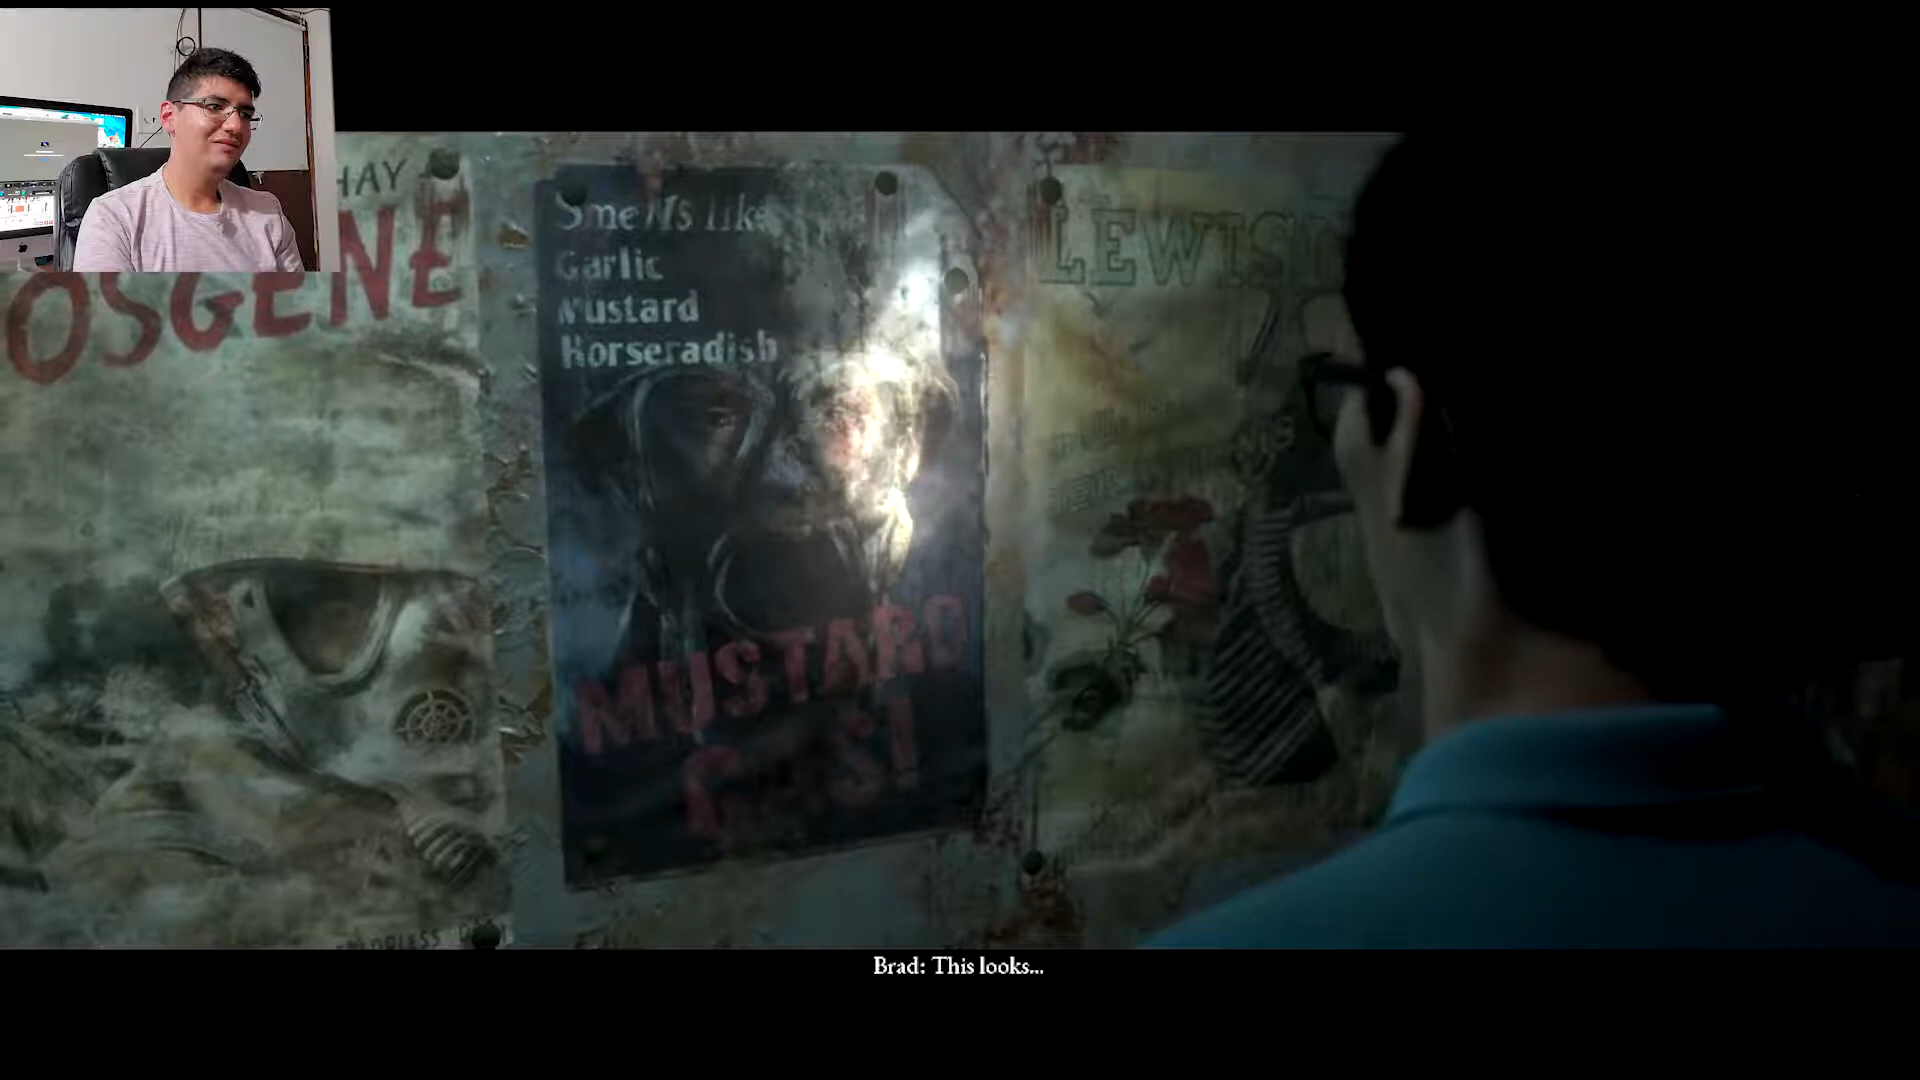 HAY
OSGENE
Smells like
Garlic
Mustard
Horseradish
MUSTARD
GAS!
LEWIS
Brad: This looks...